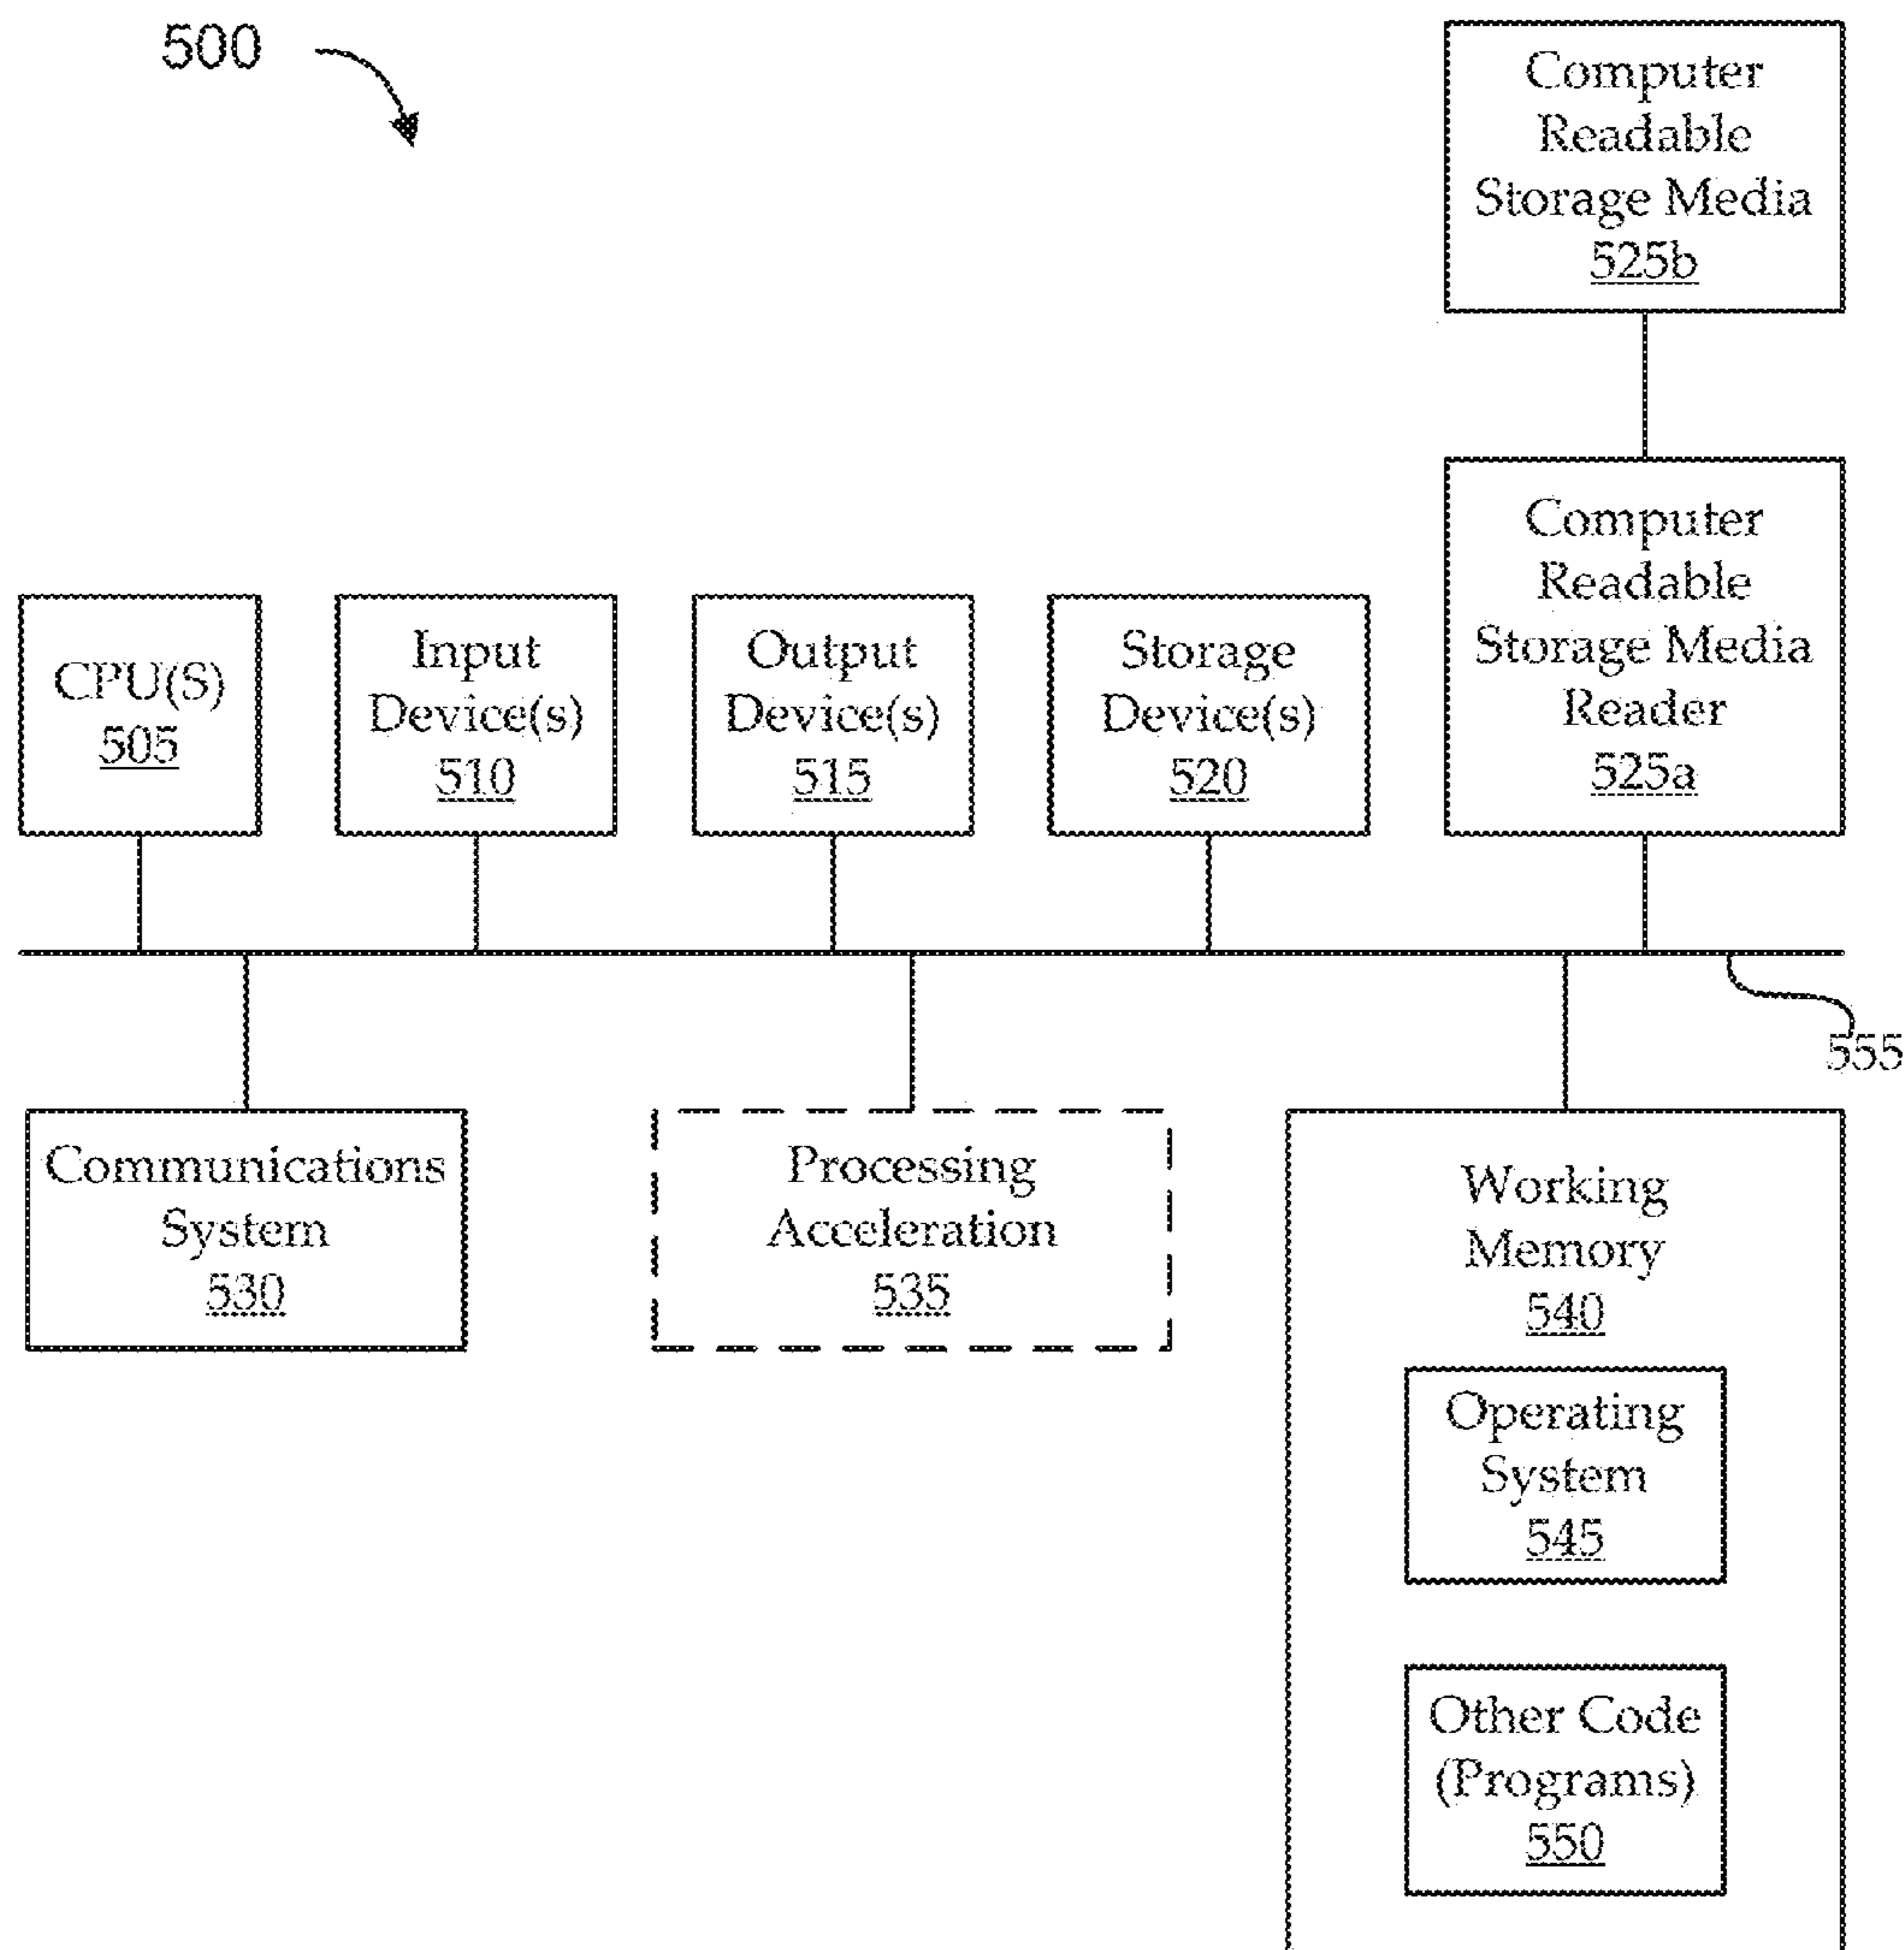 500
Computer
Readable
Storage Media
525b
Computer
Readable
Storage Media
Reader
525a
CPU(S)
505
Input
Device(s)
510
Output
Device(s)
515
Storage
Device(s)
520
555
Communications
System
530
Processing
Acceleration
535
Working
Memory
540
Operating
System
545
Other Code
(Programs)
550